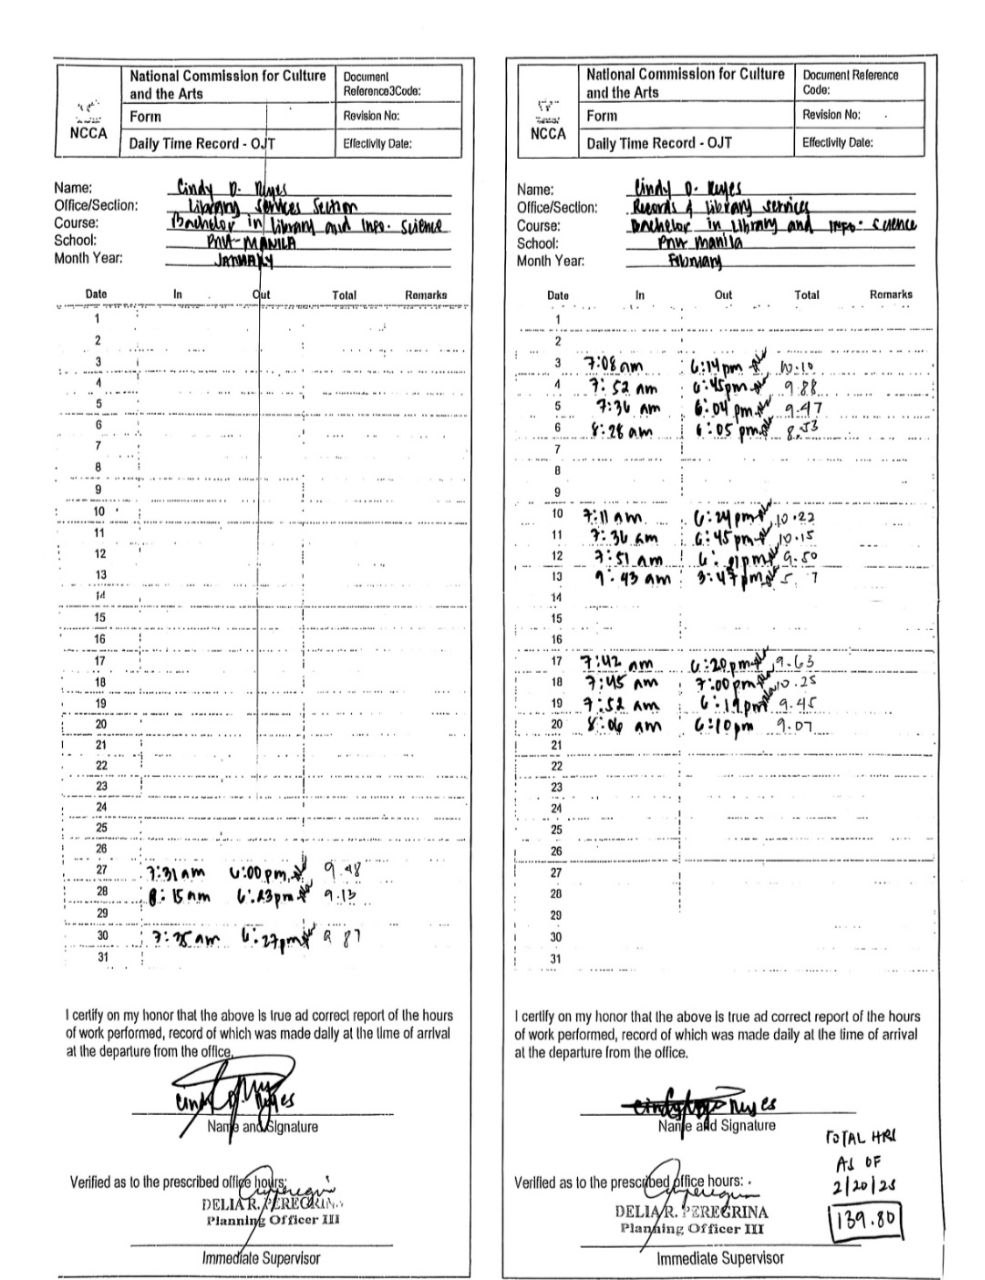 National Commission for Culture and the Arts
Document Reference3Code:
NCCA
Form
Revision No:
Daily Time Record - OJT
Effectivity Date:
Name: Cindy D. Reyes
Office/Section: Library Services Section
Course: Bachelor in Library and Info. Science
School: PNU-MANILA
Month Year: JANUARY
Date In Out Total Remarks
1
2
3
4
5
6
7
8
9
10
11
12
13
14
15
16
17
18
19
20
21
22
23
24
25
26
27 7:31 am 6:00 pm 9.48
28 8:15 am 6:23 pm 9.13
29
30 am 6:27 pm 9 87
31
I certify on my honor that the above is true ad correct report of the hours
of work performed, record of which was made daily at the time of arrival
at the departure from the office.
Cindy Reyes
Name and Signature
Verified as to the prescribed office hours:
DELIA R. PEREGRINA
Planning Officer III
Immediate Supervisor
National Commission for Culture and the Arts
Document Reference Code:
NCCA
Form
Revision No:
Daily Time Record - OJT
Effectivity Date:
Name: Cindy D. Reyes
Office/Section: Records & library services
Course: Bachelor in Library and Info. Science
School: PNU Manila
Month Year: February
Date In Out Total Remarks
1
2
3 7:08 am 6:14 pm 10.10
4 7:52 am 6:45 pm 9.88
5 7:36 am 6:04 pm 9.47
6 8:28 am 6:05 pm 8.53
7
8
9
10 7:11 am 6:24 pm 10.22
11 7:36 am 6:45 pm 10.15
12 7:51 am pm 9.50
13 9:43 am 3:47 pm 5. 7
14
15
16
17 7:42 am 6:20 pm 9.63
18 7:45 am 7:00 pm 10.25
19 7:52 am 6:19 pm 9.45
20 8:06 am 6:10 pm 9.07
21
22
23
24
25
26
27
28
29
30
31
I certify on my honor that the above is true ad correct report of the hours
of work performed, record of which was made daily at the time of arrival
at the departure from the office.
Reyes
Name and Signature
TOTAL HRS
AS OF
2/20/25
139.80
Verified as to the prescribed office hours:
DELIA R. PEREGRINA
Planning Officer III
Immediate Supervisor